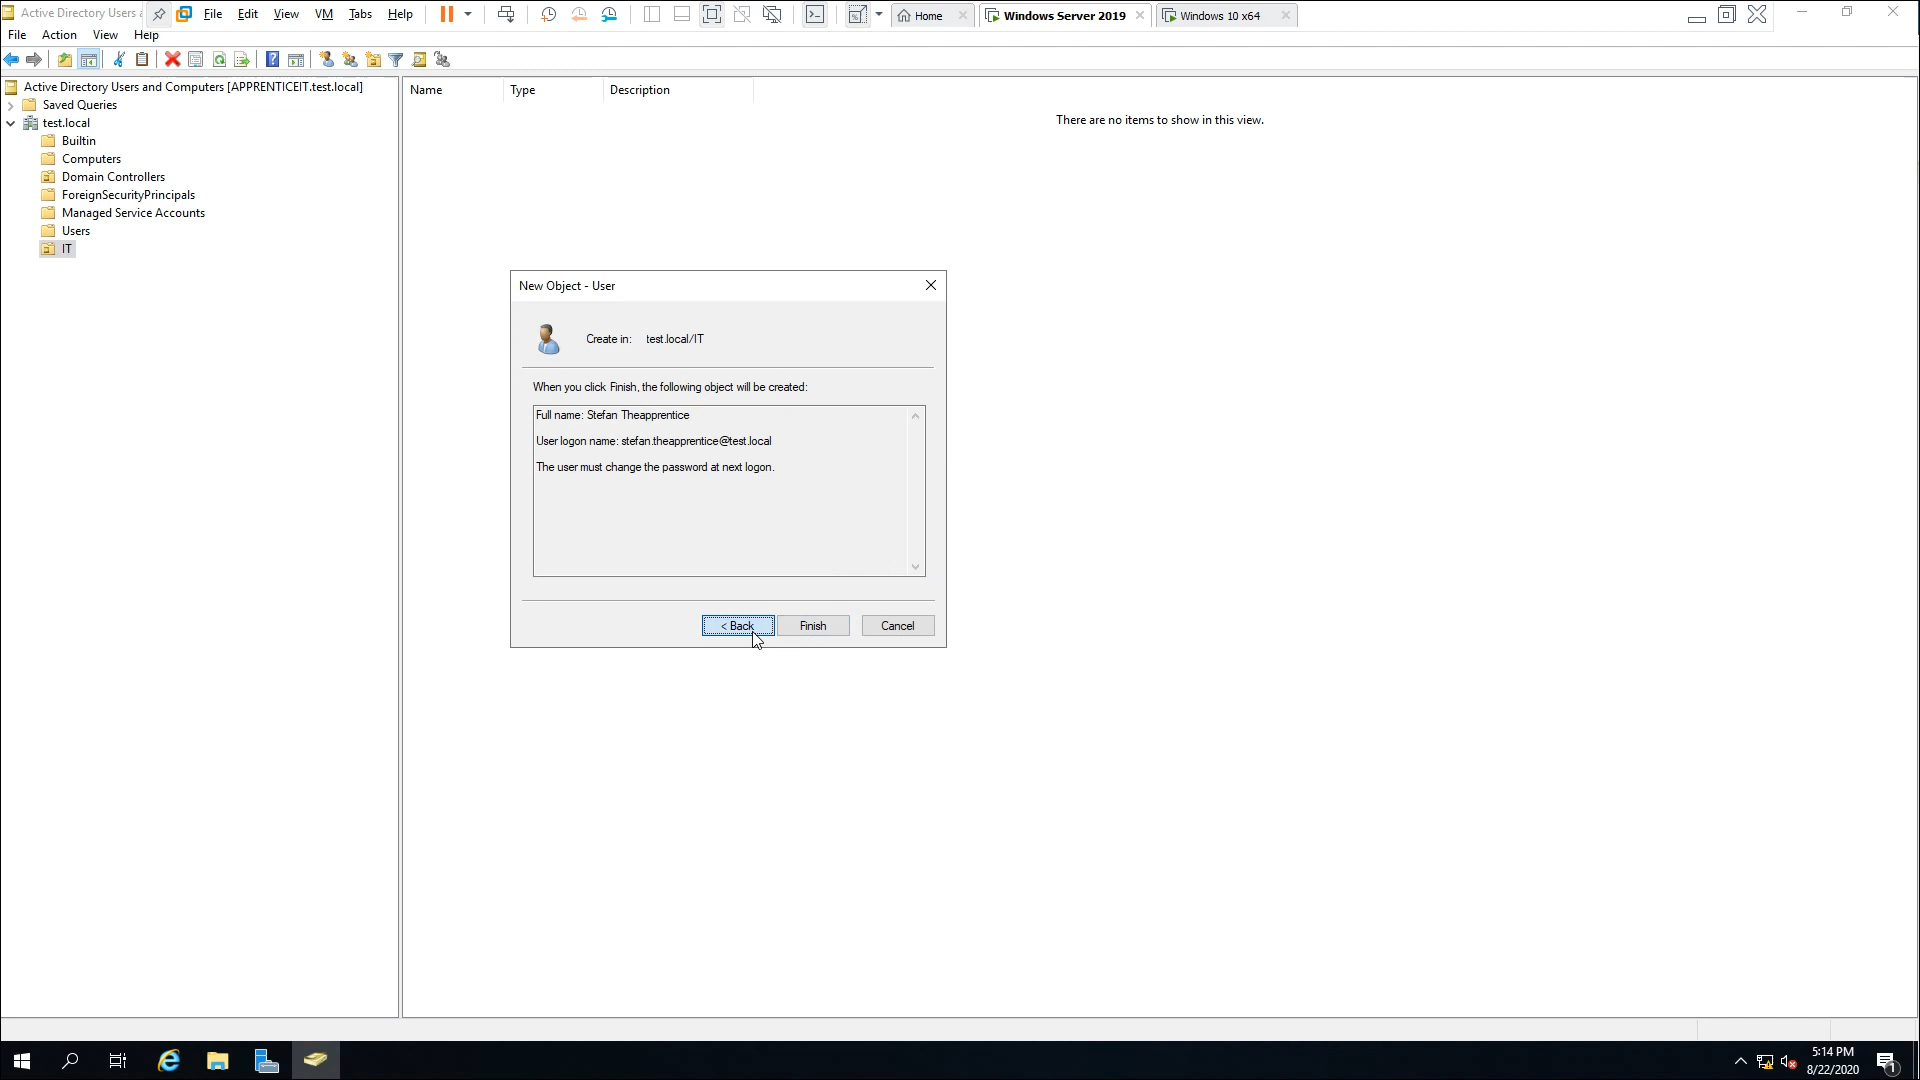 Active Directory Users a
File Edit View VM Tabs Help
Home
Windows Server 2019
Windows 10 x64
File Action View Help
Active Directory Users and Computers [APPRENTICEIT.test.local]
Saved Queries
test.local
Builtin
Computers
Domain Controllers
ForeignSecurityPrincipals
Managed Service Accounts
Users
IT
Name Type Description
There are no items to show in this view.
New Object - User
Create in: test.local/IT
When you click Finish, the following object will be created:
Full name: Stefan Theapprentice
User logon name: stefan.theapprentice@test.local
The user must change the password at next logon.
< Back Finish Cancel
5:14 PM
8/22/2020
1